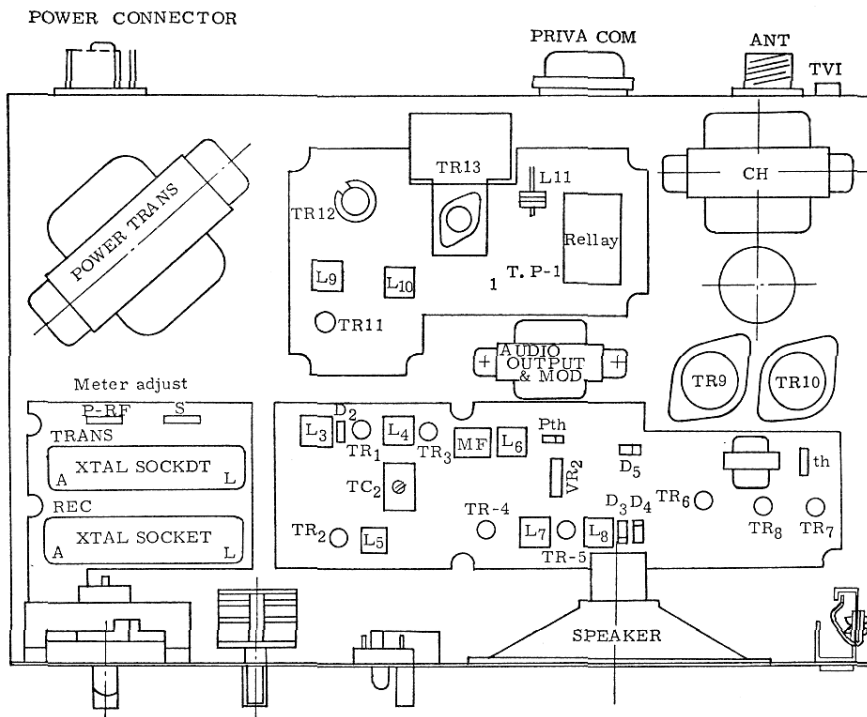 POWER CONNECTOR
PRIVA COM
ANT
TVI
POWER TRANS
TR13
L11
CH
TR12
Rellay
L9
L10
1 T. P-1
TR11
AUDIO
OUTPUT
& MOD
TR9
TR10
Meter adjust
P-RF
S
TRANS
A XTAL SOCKDT L
REC
A XTAL SOCKET L
L3
D2
TR1
L4
TR3
MF
L6
Pth
VR2
D5
th
TC2
TR2
L5
TR-4
L7
TR-5
L8
D3
D4
TR6
TR8
TR7
SPEAKER